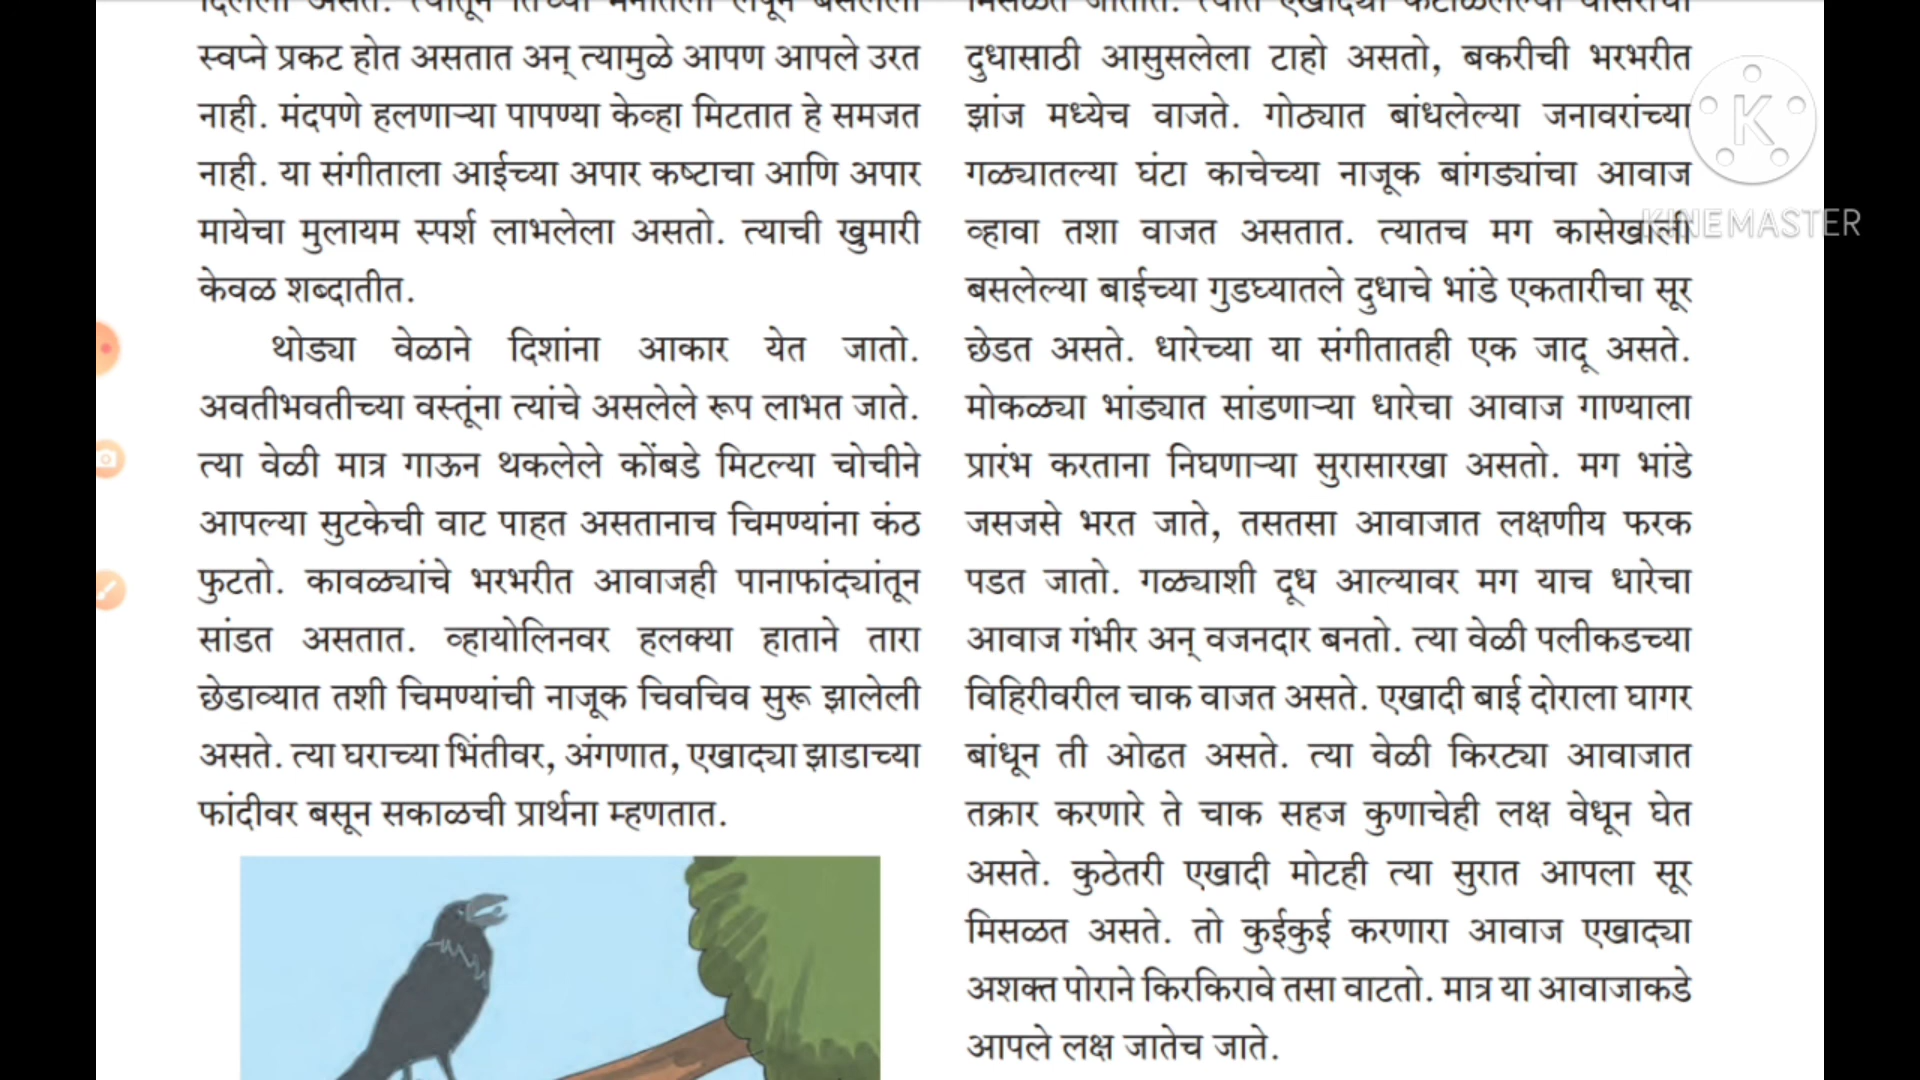 स्वप्ने प्रकट होत असतात अन् त्यामुळे आपण आपले उरत
नाही. मंदपणे हलणाऱ्या पापण्या केव्हा मिटतात हे समजत
नाही. या संगीताला आईच्या अपार कष्टाचा आणि अपार
मायेचा मुलायम स्पर्श लाभलेला असतो. त्याची खुमारी
केवळ शब्दातीत.
थोड्या वेळाने दिशांना आकार येत जातो.
अवतीभवतीच्या वस्तूंना त्यांचे असलेले रूप लाभत जाते.
त्या वेळी मात्र गाऊन थकलेले कोंबडे मिटल्या चोचीने
आपल्या सुटकेची वाट पाहत असतानाच चिमण्यांना कंठ
फुटतो. कावळ्यांचे भरभरीत आवाजही पानाफांद्यांतून
सांडत असतात. व्हायोलिनवर हलक्या हाताने तारा
छेडाव्यात तशी चिमण्यांची नाजूक चिवचिव सुरू झालेली
असते. त्या घराच्या भिंतीवर, अंगणात, एखाद्या झाडाच्या
फांदीवर बसून सकाळची प्रार्थना म्हणतात.
दुधासाठी आसुसलेला टाहो असतो, बकरीची भरभरीत
झांज मध्येच वाजते. गोठ्यात बांधलेल्या जनावरांच्या
गळ्यातल्या घंटा काचेच्या नाजूक बांगड्यांचा आवाज
व्हावा तशा वाजत असतात. त्यातच मग कासेखाली
बसलेल्या बाईच्या गुडघ्यातले दुधाचे भांडे एकतारीचा सूर
छेडत असते. धारेच्या या संगीतातही एक जादू असते.
मोकळ्या भांड्यात सांडणाऱ्या धारेचा आवाज गाण्याला
प्रारंभ करताना निघणाऱ्या सुरासारखा असतो. मग भांडे
जसजसे भरत जाते, तसतसा आवाजात लक्षणीय फरक
पडत जातो. गळ्याशी दूध आल्यावर मग याच धारेचा
आवाज गंभीर अन् वजनदार बनतो. त्या वेळी पलीकडच्या
विहिरीवरील चाक वाजत असते. एखादी बाई दोराला घागर
बांधून ती ओढत असते. त्या वेळी किरट्या आवाजात
तक्रार करणारे ते चाक सहज कुणाचेही लक्ष वेधून घेत
असते. कुठेतरी एखादी मोटही त्या सुरात आपला सूर
मिसळत असते. तो कुईकुई करणारा आवाज एखाद्या
अशक्त पोराने किरकिरावे तसा वाटतो. मात्र या आवाजाकडे
आपले लक्ष जातेच जाते.
K
KINEMASTER